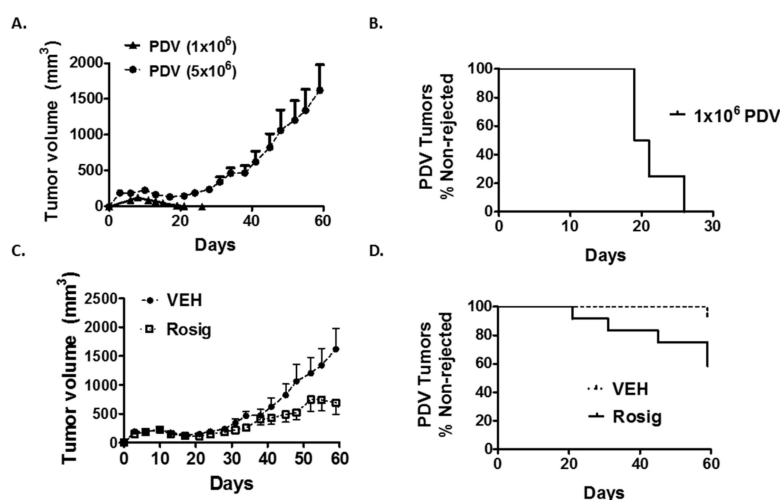 A.
PDV (1x10⁶)
PDV (5x10⁶)
Tumor volume (mm³)
2000
1500
1000
500
0
0 20 40 60
Days
B.
PDV Tumors
% Non-rejected
100
80
60
40
20
0
0 10 20 30
Days
1x10⁶ PDV
C.
VEH
Rosig
Tumor volume (mm³)
2500
2000
1500
1000
500
0
0 10 20 30 40 50 60
Days
D.
PDV Tumors
% Non-rejected
100
80
60
40
20
0
0 20 40 60
Days
VEH
Rosig